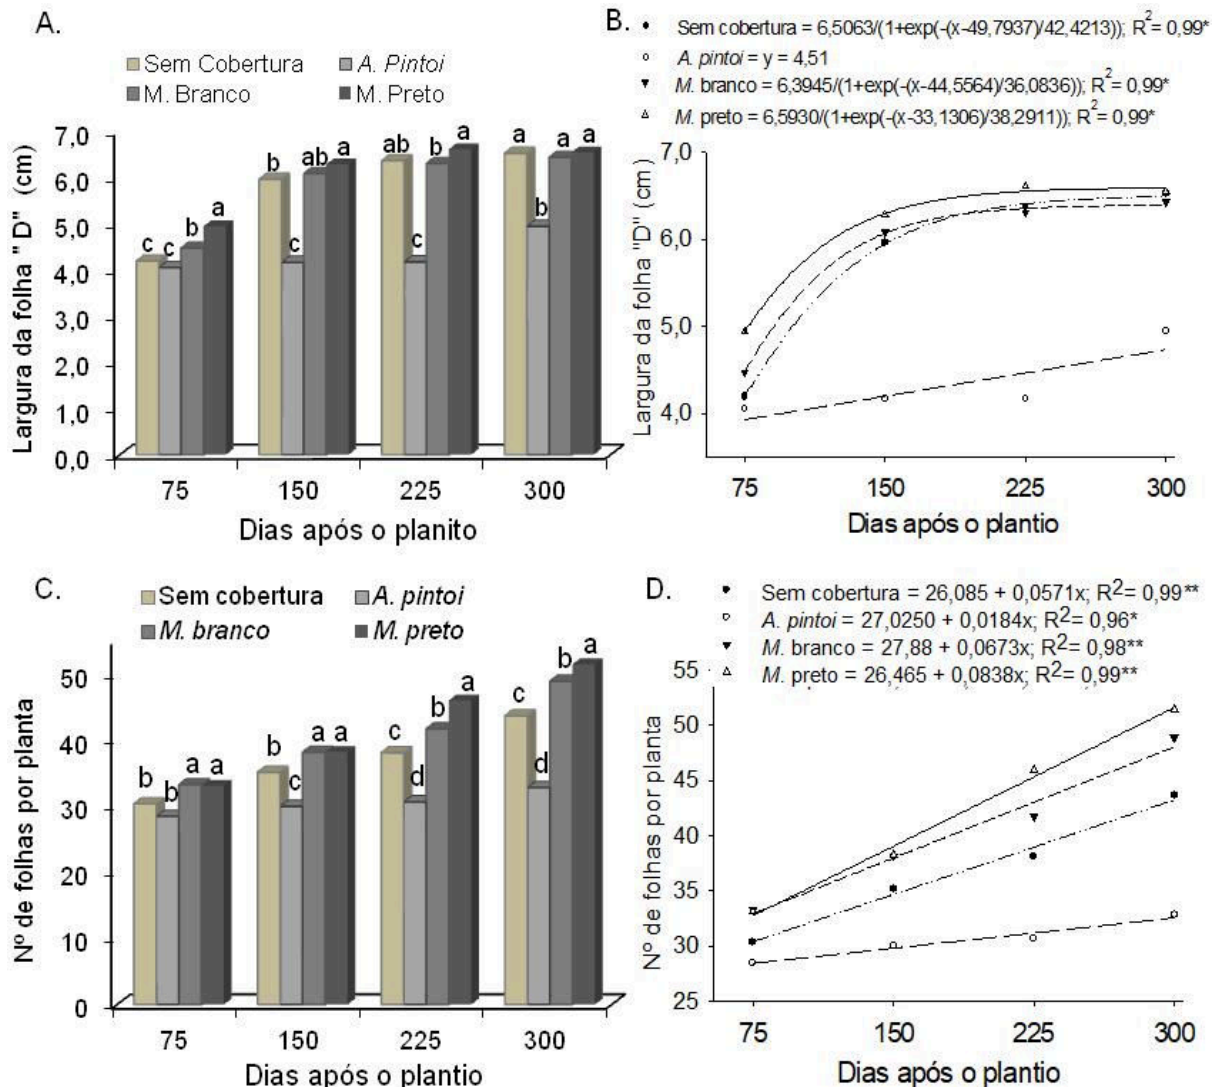 A.
Sem Cobertura A. Pintoi
M. Branco M. Preto
7,0
6,0
5,0
4,0
3,0
2,0
1,0
0,0
Largura da folha " D" (cm)
c c b a
b c ab a
ab c b a
a b a a
75 150 225 300
Dias após o planito
B.
Sem cobertura = 6,5063/(1+exp(-(x-49,7937)/42,4213)); R2= 0,99*
A. pintoi = y = 4,51
M. branco = 6,3945/(1+exp(-(x-44,5564)/36,0836)); R2= 0,99*
M. preto = 6,5930/(1+exp(-(x-33,1306)/38,2911)); R2= 0,99*
7,0
6,0
5,0
4,0
Largura da folha "D" (cm)
75 150 225 300
Dias após o plantio
C.
Sem cobertura A. pintoi
M. branco M. preto
50
40
30
20
10
0
Nº de folhas por planta
b b a a
b c a a
c d b a
c d b a
75 150 225 300
Dias após o plantio
D.
Sem cobertura = 26,085 + 0,0571x; R2= 0,99**
A. pintoi = 27,0250 + 0,0184x; R2= 0,96*
M. branco = 27,88 + 0,0673x; R2= 0,98**
M. preto = 26,465 + 0,0838x; R2= 0,99**
55
50
45
40
35
30
25
Nº de folhas por planta
75 150 225 300
Dias após o plantio